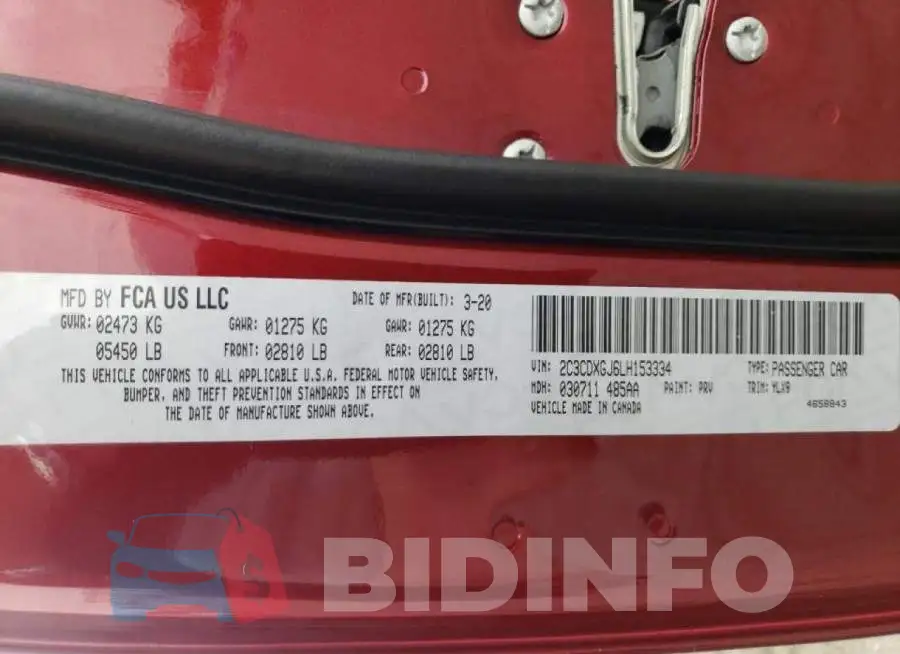 MFD BY FCA US LLC DATE OF MFR(BUILT): 3-20
GVWR: 02473 KG GAWR: 01275 KG GAWR: 01275 KG
05450 LB FRONT: 02810 LB REAR: 02810 LB
THIS VEHICLE CONFORMS TO ALL APPLICABLE U.S.A. FEDERAL MOTOR VEHICLE SAFETY,
BUMPER, AND THEFT PREVENTION STANDARDS IN EFFECT ON
THE DATE OF MANUFACTURE SHOWN ABOVE.
VIN: 2C3CDXGJ6LH153334 TYPE: PASSENGER CAR
MDH: 030711 485AA PAINT: PRV TRIM: YLX9
VEHICLE MADE IN CANADA 4658843
$ BIDINFO